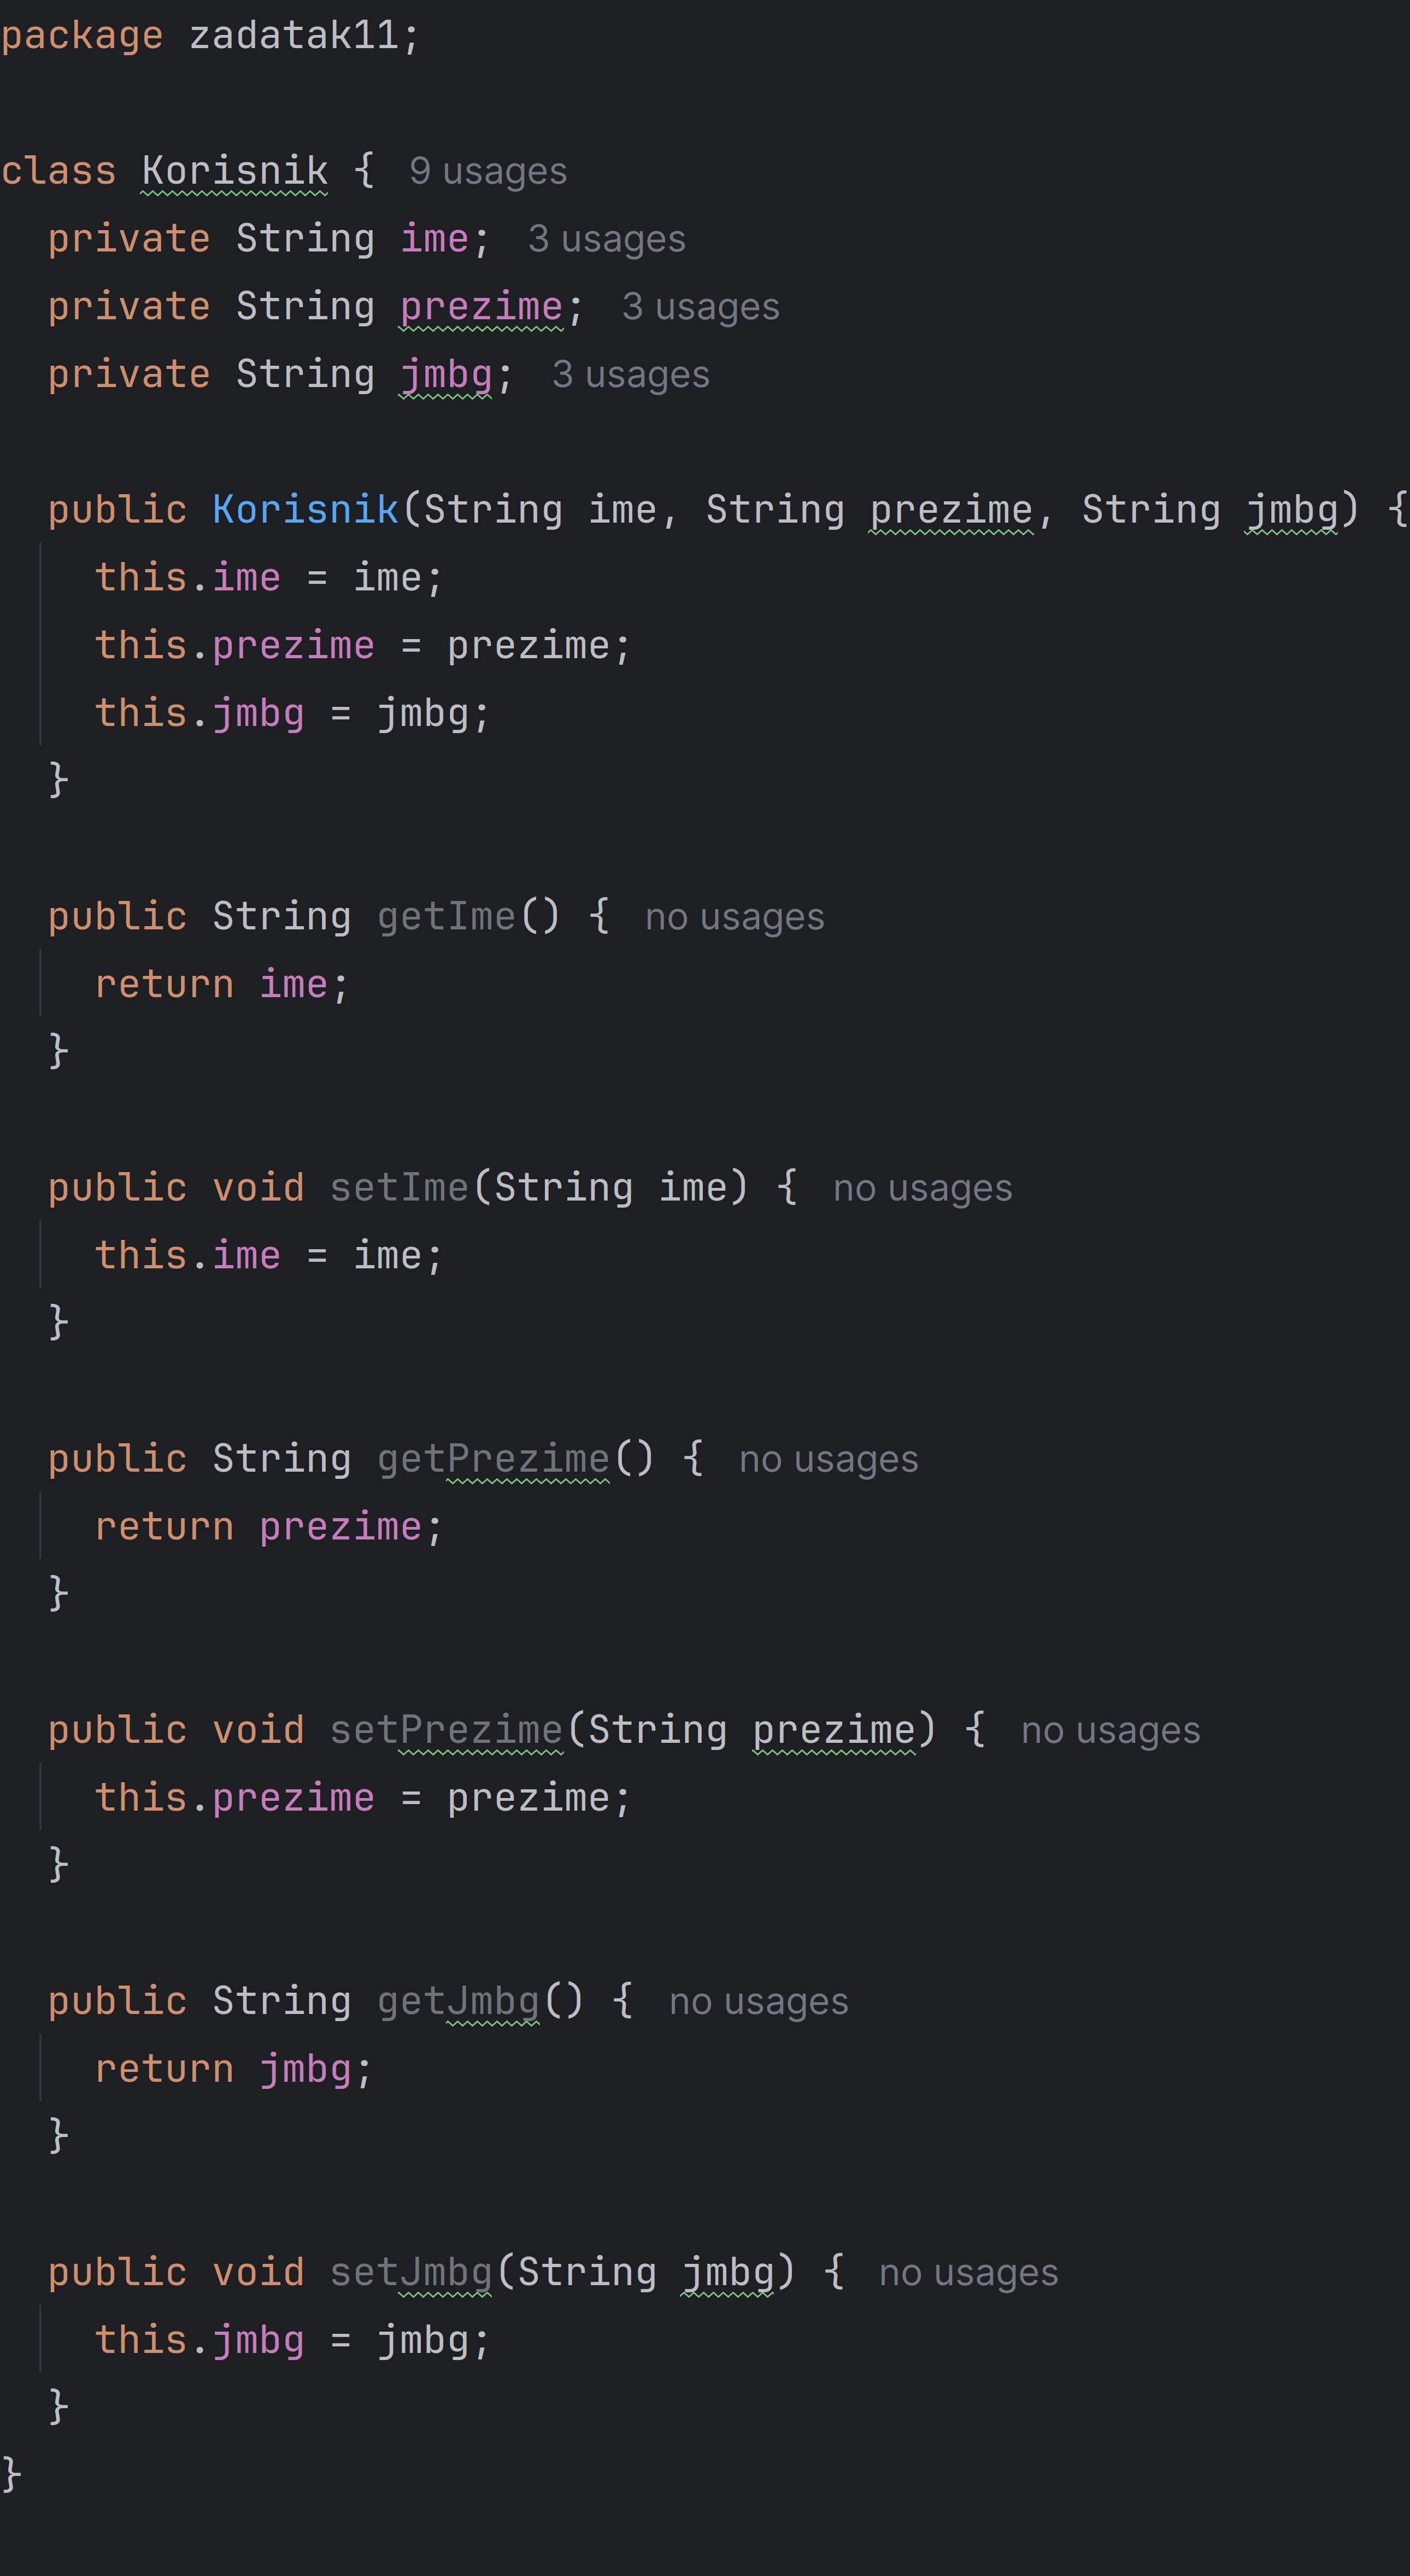 package zadatak11;
class Korisnik { 9 usages
private String ime; 3 usages
private String prezime; 3 usages
private String jmbg; 3 usages
public Korisnik(String ime, String prezime, String jmbg) {
this.ime = ime;
this.prezime = prezime;
this.jmbg = jmbg;
}
public String getIme() { no usages
return ime;
}
public void setIme(String ime) { no usages
this.ime = ime;
}
public String getPrezime() { no usages
return prezime;
}
public void setPrezime(String prezime) { no usages
this.prezime = prezime;
}
public String getJmbg() { no usages
return jmbg;
}
public void setJmbg(String jmbg) { no usages
this.jmbg = jmbg;
}
}